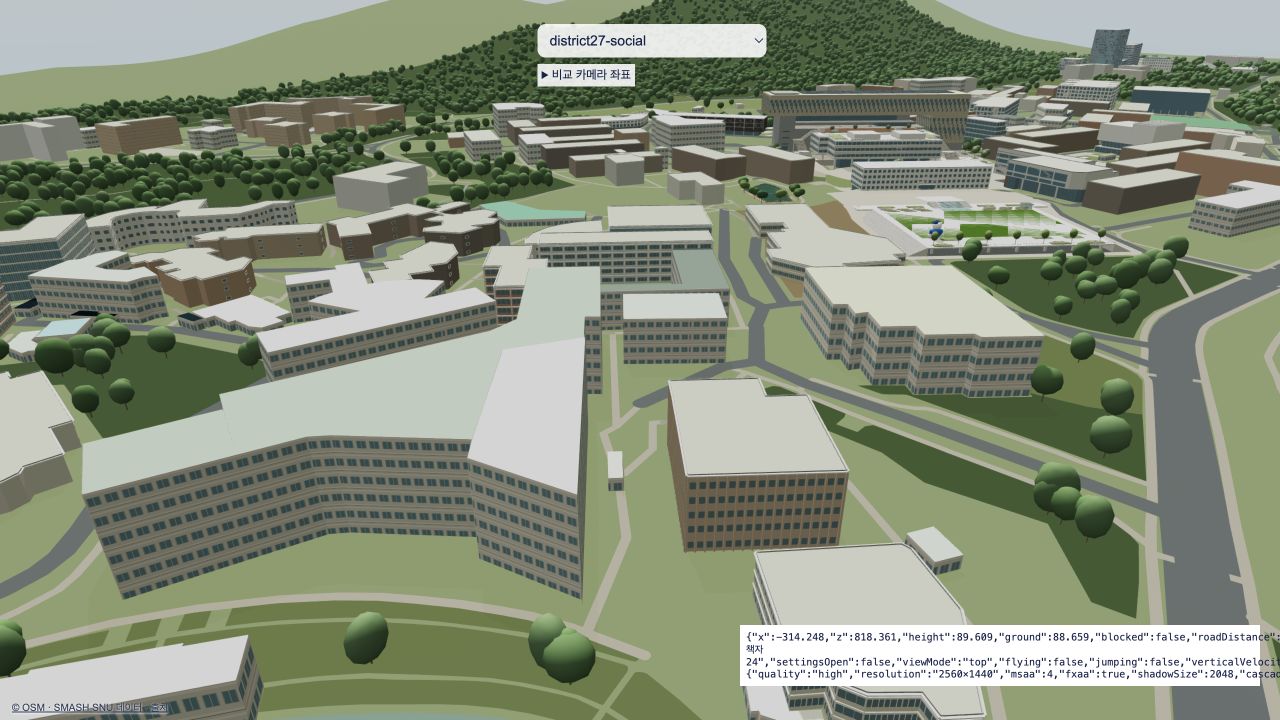 district27-social
▶ 비교 카메라 좌표
{"x":−314.248,"z":818.361,"height":89.609,"ground":88.659,"blocked":false,"roadDistance":
책자
24","settingsOpen":false,"viewMode":"top","flying":false,"jumping":false,"verticalVeloci
{"quality":"high","resolution":"2560×1440","msaa":4,"fxaa":true,"shadowSize":2048,"cascad
© OSM · SMASH SNU